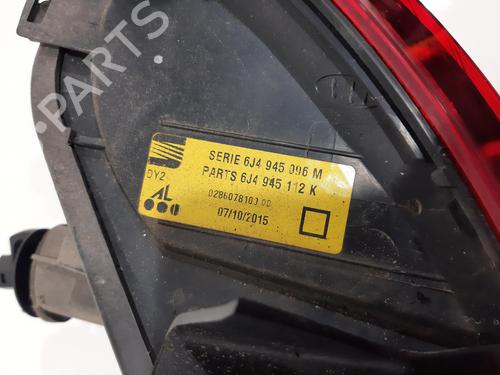 B-PARTS
SERIE 6J4 945 096 M
PARTS 6J4 945 112 K
DY2
AL
0286078103 00
07/10/2015